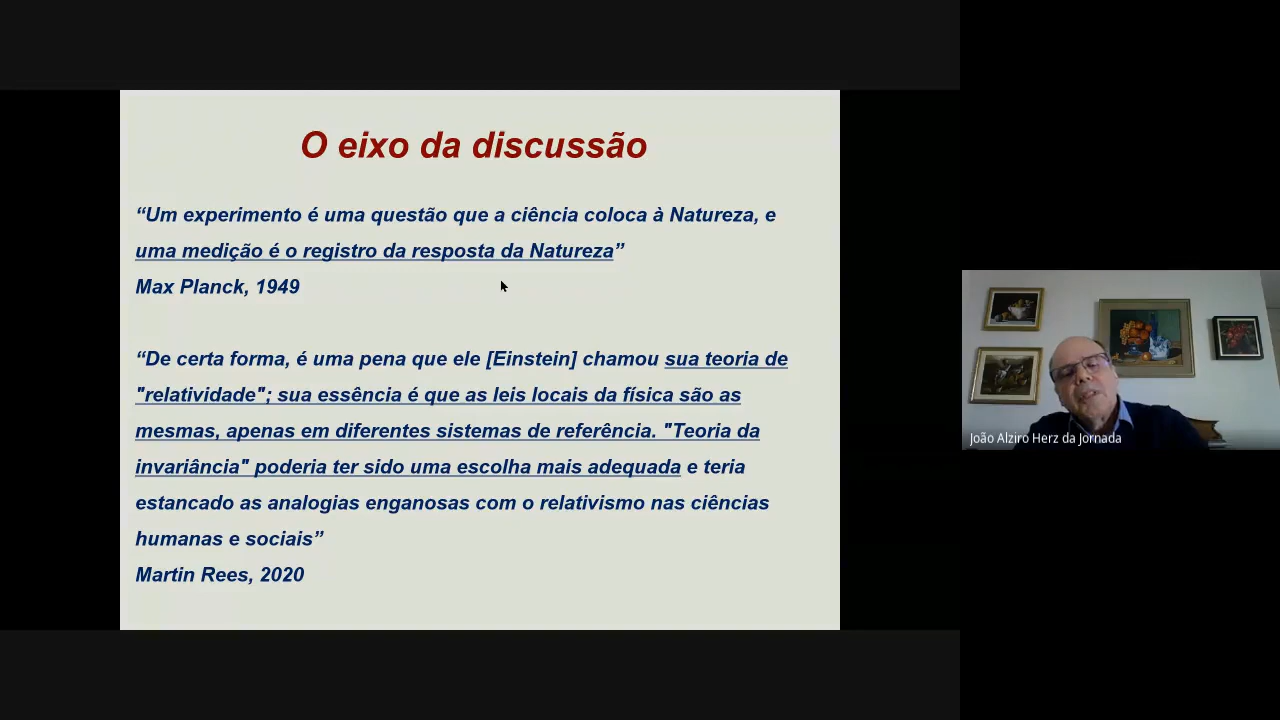 O eixo da discussão
“Um experimento é uma questão que a ciência coloca à Natureza, e
uma medição é o registro da resposta da Natureza”
Max Planck, 1949
“De certa forma, é uma pena que ele [Einstein] chamou sua teoria de
"relatividade"; sua essência é que as leis locais da física são as
mesmas, apenas em diferentes sistemas de referência. "Teoria da
invariância" poderia ter sido uma escolha mais adequada e teria
estancado as analogias enganosas com o relativismo nas ciências
humanas e sociais”
Martin Rees, 2020
João Alziro Herz da Jornada